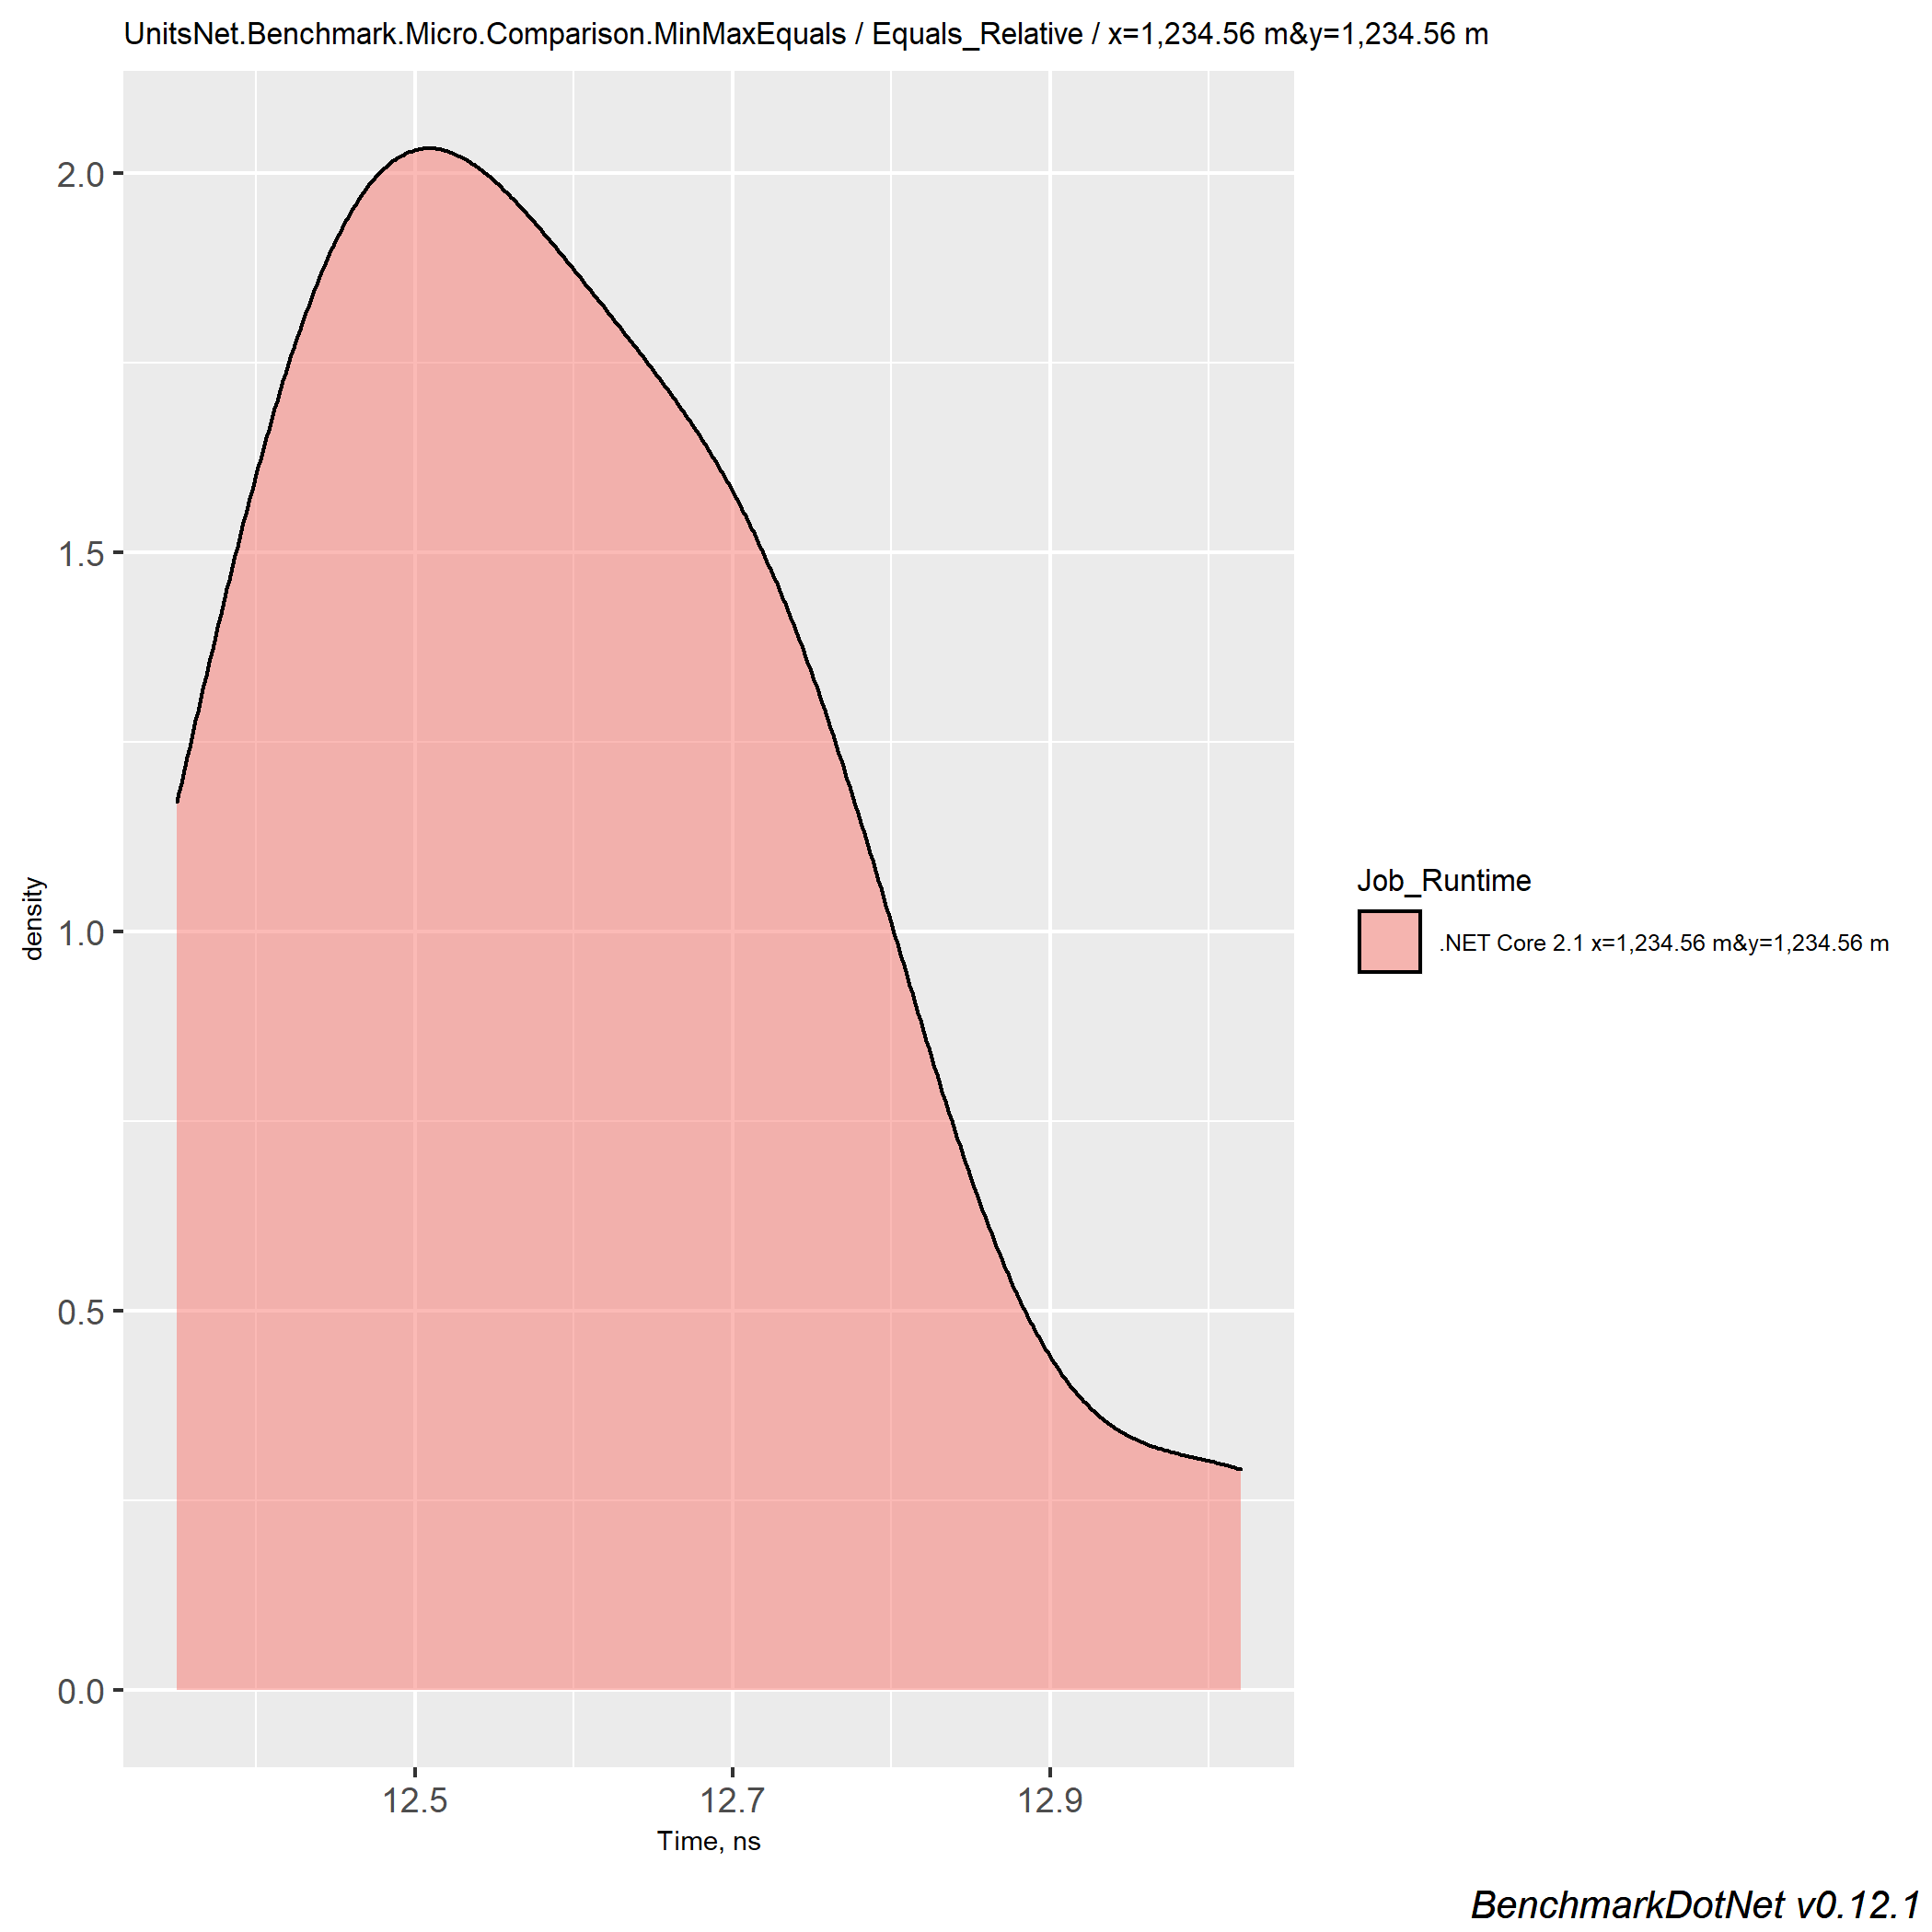 UnitsNet.Benchmark.Micro.Comparison.MinMaxEquals / Equals_Relative / x=1,234.56 m&y=1,234.56 m
2.0
1.5
1.0
0.5
0.0
density
12.5 12.7 12.9
Time, ns
Job_Runtime
.NET Core 2.1 x=1,234.56 m&y=1,234.56 m
BenchmarkDotNet v0.12.1